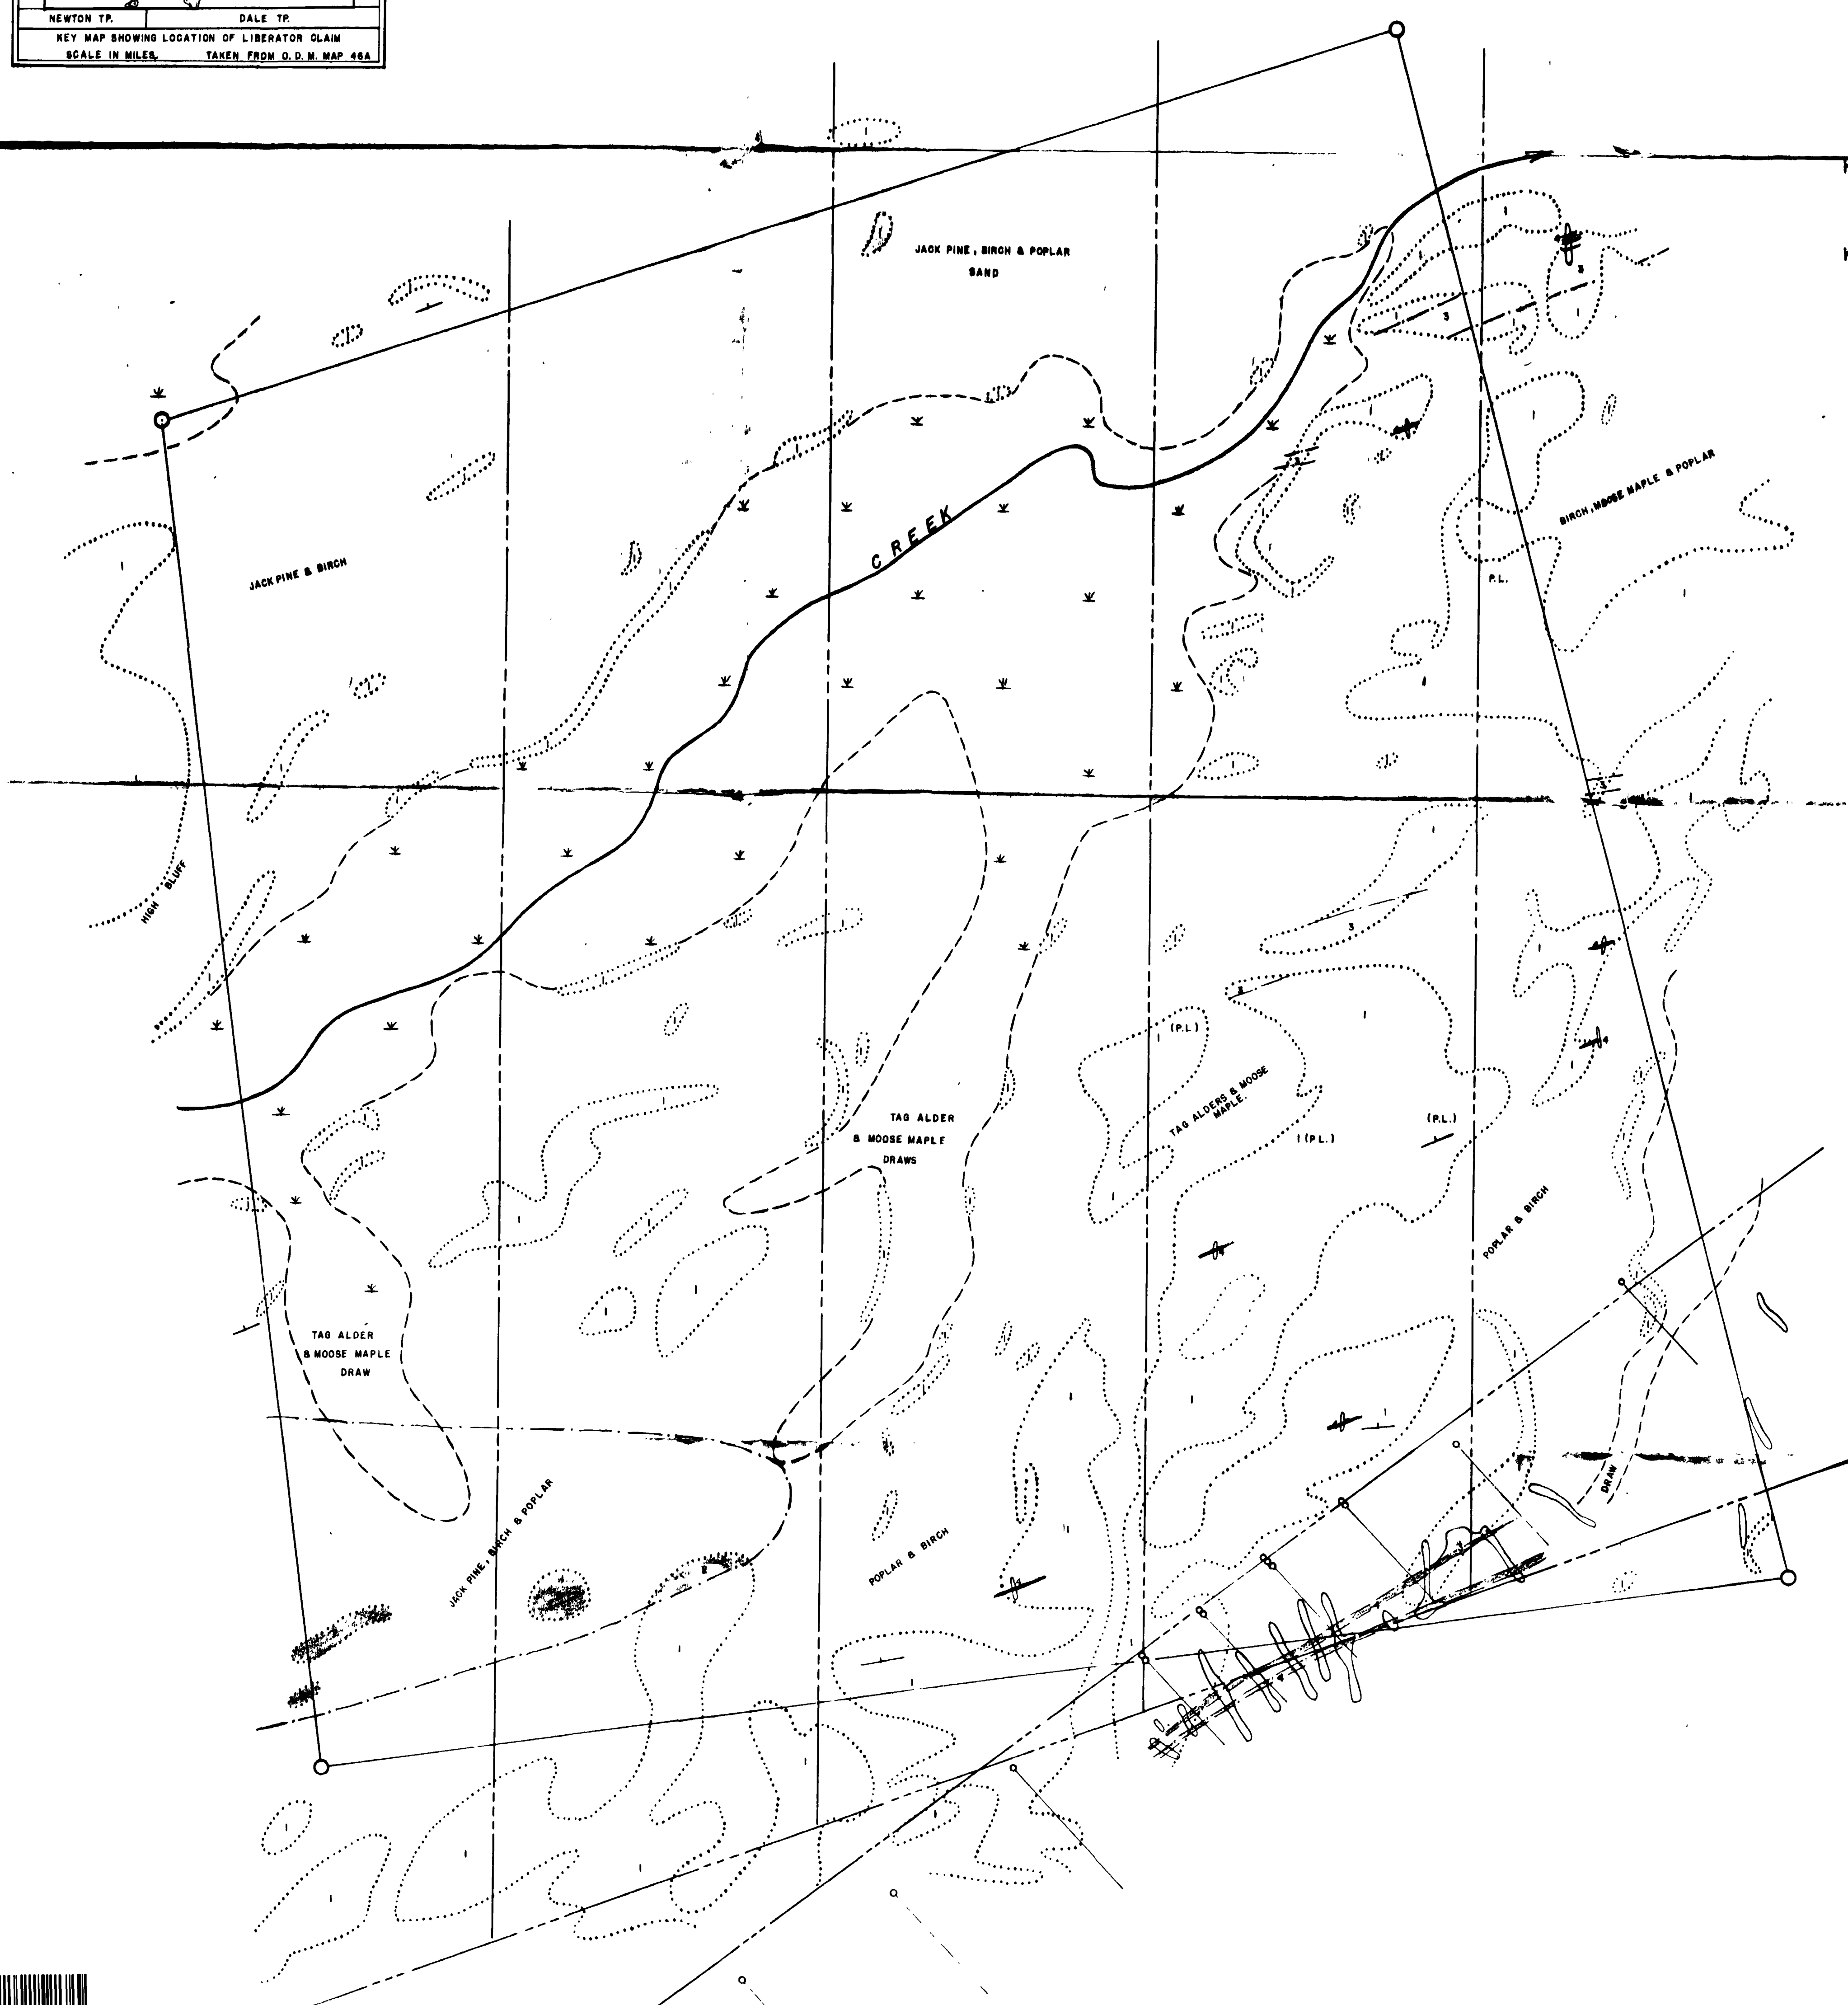 NEWTON TP. DALE TP.
KEY MAP SHOWING LOCATION OF LIBERATOR CLAIM
SCALE IN MILES. TAKEN FROM O.D.M. MAP 46A
JACK PINE, BIRCH & POPLAR
SAND
BIRCH, MOOSE MAPLE & POPLAR
CREEK
JACK PINE & BIRCH
P.L.
HIGH BLUFF
(P.L.)
TAG ALDERS & MOOSE
MAPLE.
TAG ALDER
& MOOSE MAPLE
DRAWS
(P.L.)
1 (P.L.)
POPLAR & BIRCH
TAG ALDER
& MOOSE MAPLE
DRAW
DRAW
JACK PINE, BIRCH & POPLAR
POPLAR & BIRCH